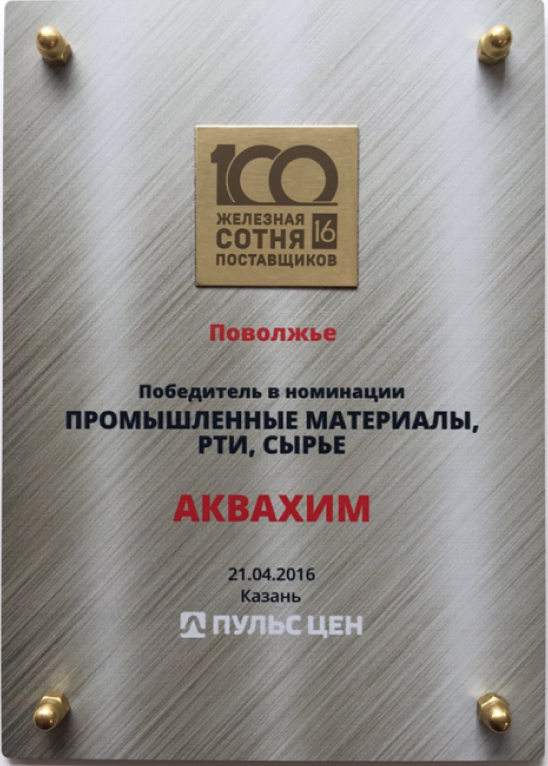 100
ЖЕЛЕЗНАЯ
СОТНЯ 16
ПОСТАВЩИКОВ
Поволжье
Победитель в номинации
ПРОМЫШЛЕННЫЕ МАТЕРИАЛЫ,
РТИ, СЫРЬЕ
АКВАХИМ
21.04.2016
Казань
ПУЛЬС ЦЕН